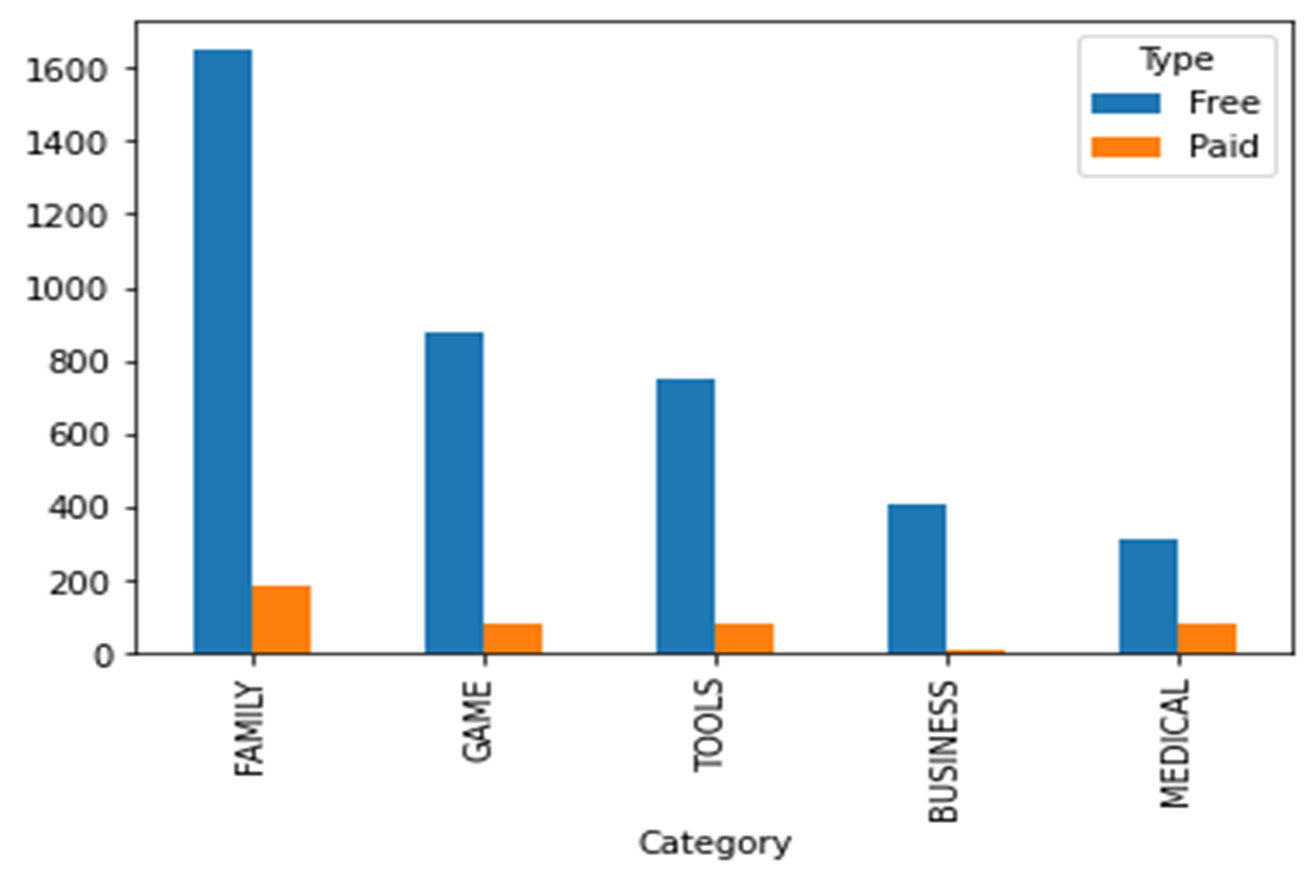 1600
1400
1200
1000
800
600
400
200
0
Type
Free
Paid
FAMILY
GAME
TOOLS
BUSINESS
MEDICAL
Category